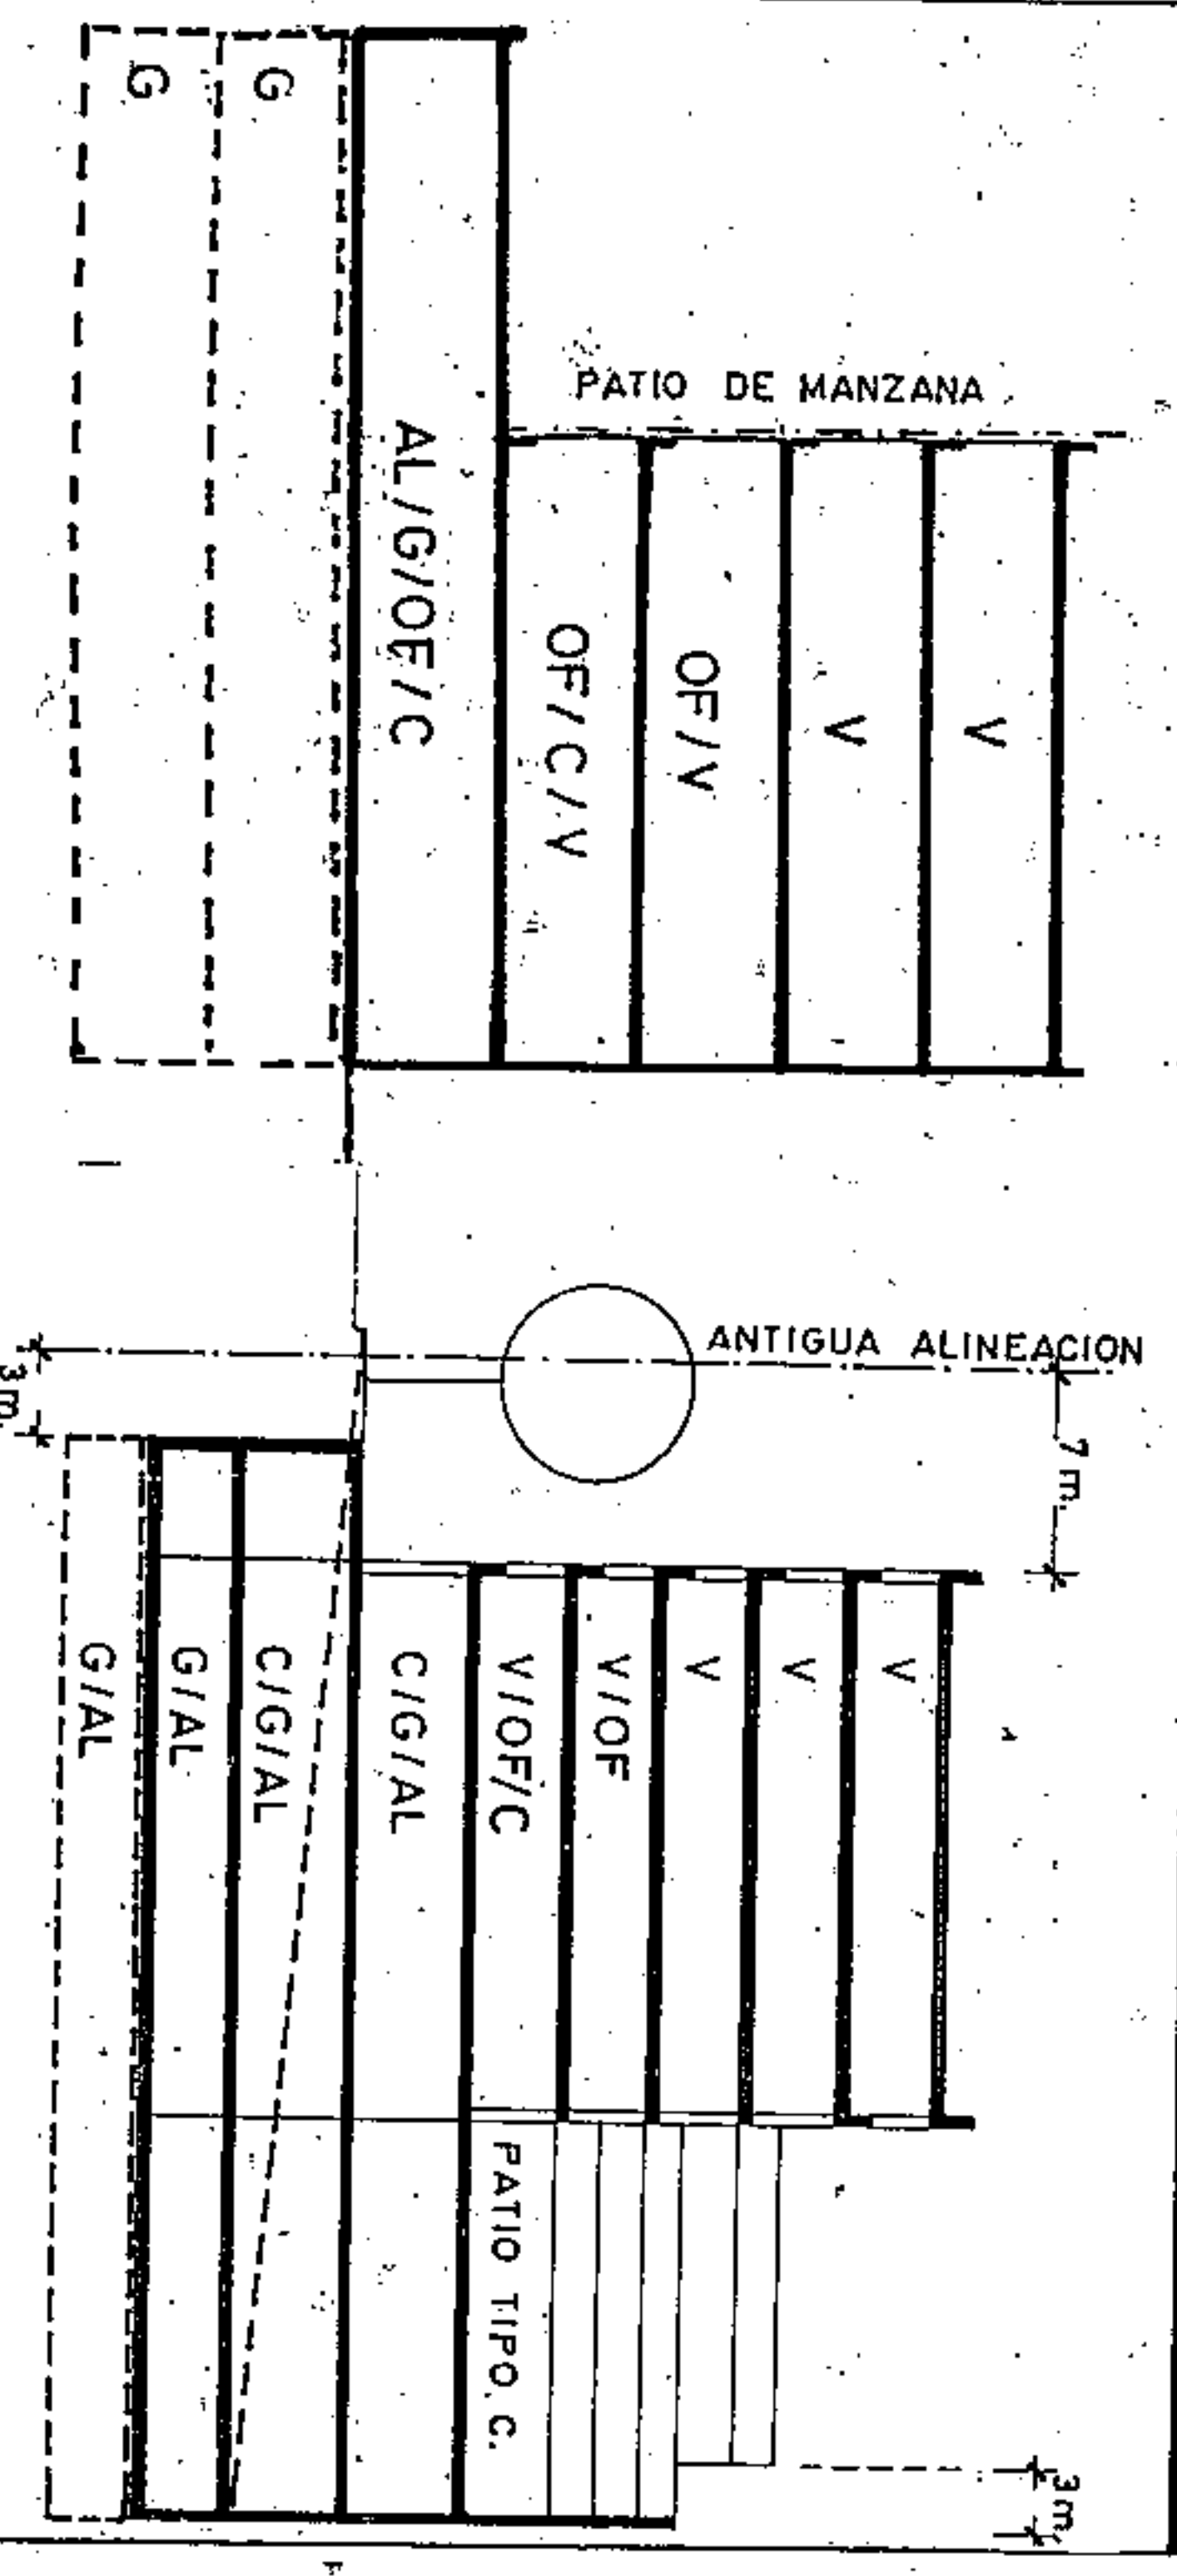 PATIO DE MANZANA
V
V
OF/V
OF/C/V
AL/G/OF/C
G
G
ANTIGUA ALINEACION
7 m.
3 m.
V
V
V
V/OF
V/OF/C
C/G/AL
C/G/AL
G/AL
G/AL
PATIO TIPO C.
3 m.